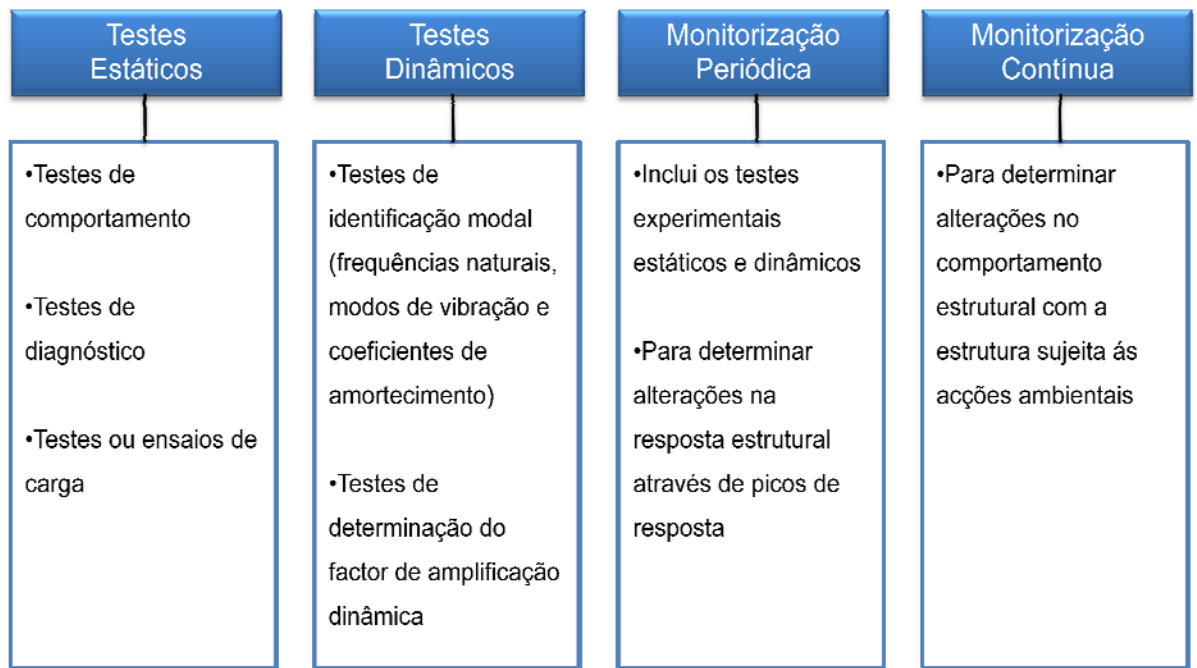 Testes
Estáticos
•Testes de
comportamento
•Testes de
diagnóstico
•Testes ou ensaios de
carga
Testes
Dinâmicos
•Testes de
identificação modal
(frequências naturais,
modos de vibração e
coeficientes de
amortecimento)
•Testes de
determinação do
factor de amplificação
dinâmica
Monitorização
Periódica
•Inclui os testes
experimentais
estáticos e dinâmicos
•Para determinar
alterações na
resposta estrutural
através de picos de
resposta
Monitorização
Contínua
•Para determinar
alterações no
comportamento
estrutural com a
estrutura sujeita ás
acções ambientais